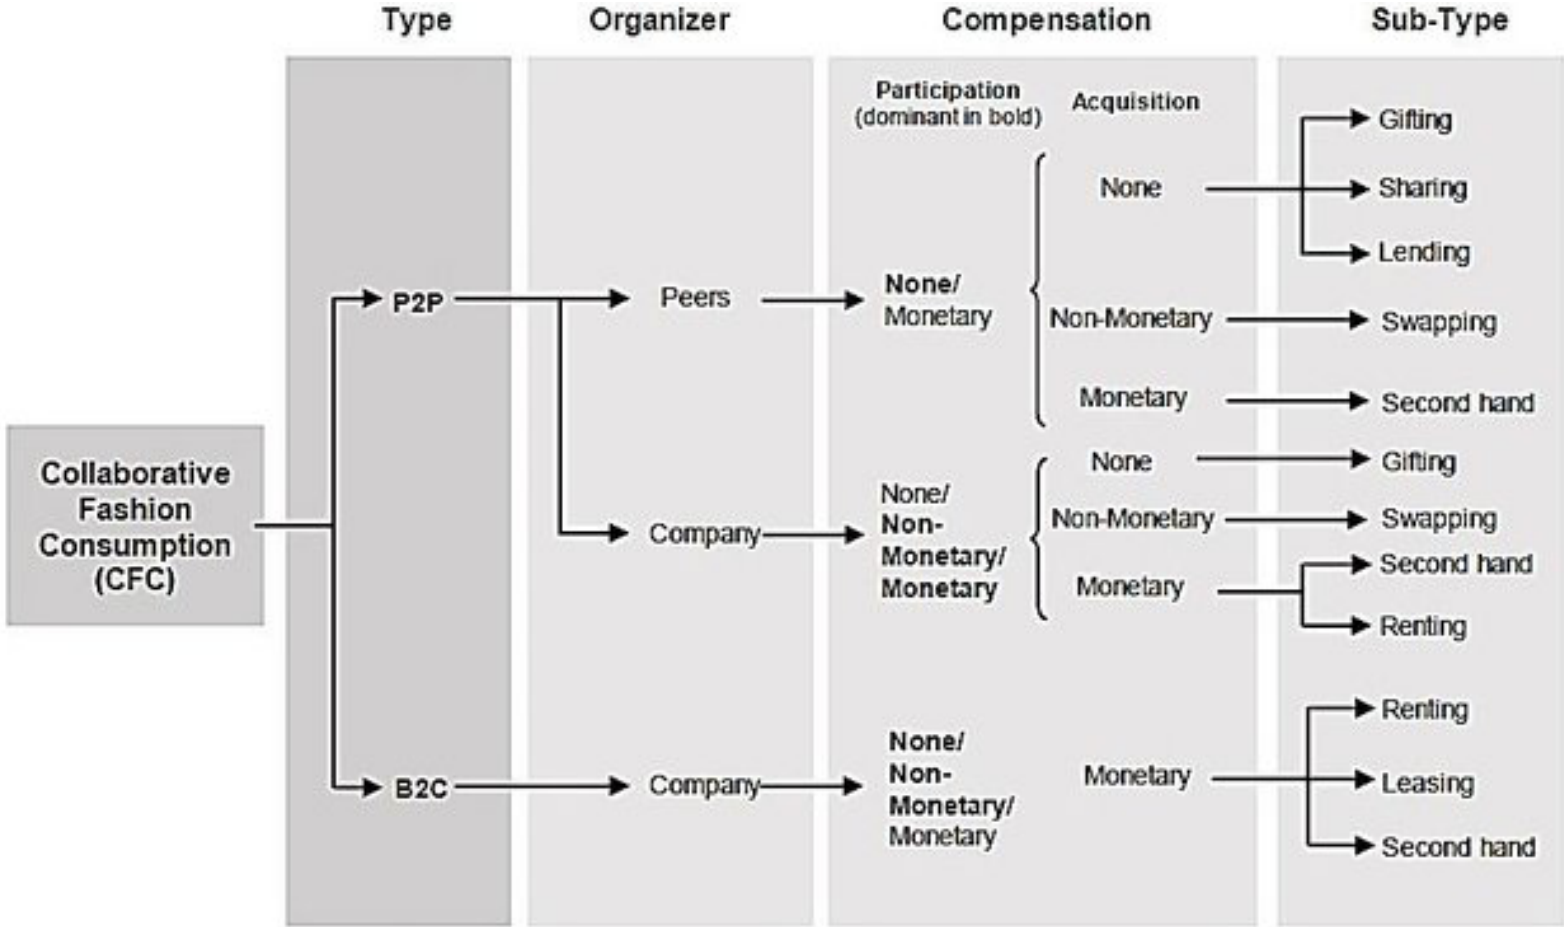 Type Organizer Compensation Sub-Type
Participation
(dominant in bold)
Acquisition
Collaborative
Fashion
Consumption
(CFC)
P2P
Peers
None/
Monetary
None
Gifting
Sharing
Lending
Non-Monetary
Swapping
Monetary
Second hand
Company
None/
Non-
Monetary/
Monetary
None
Gifting
Non-Monetary
Swapping
Monetary
Second hand
Renting
B2C
Company
None/
Non-
Monetary/
Monetary
Monetary
Renting
Leasing
Second hand